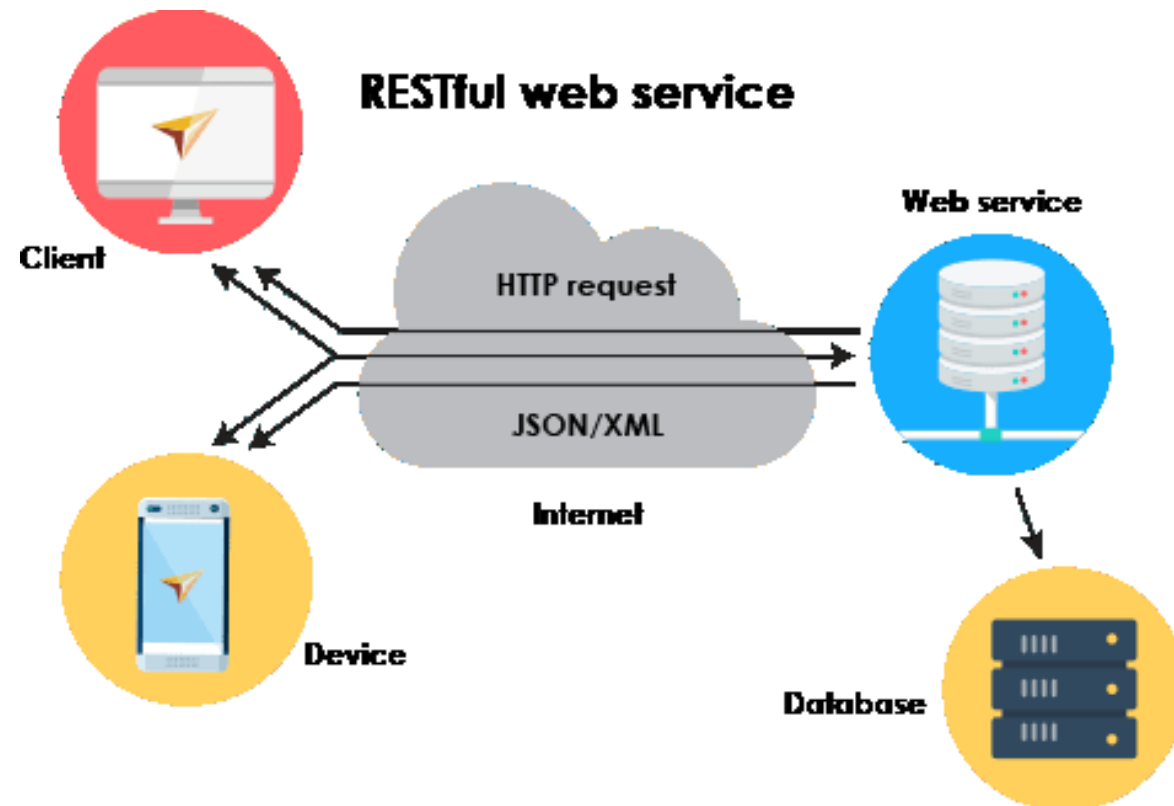 RESTful web service
Web service
Client
HTTP request
JSON/XML
Internet
Device
Database